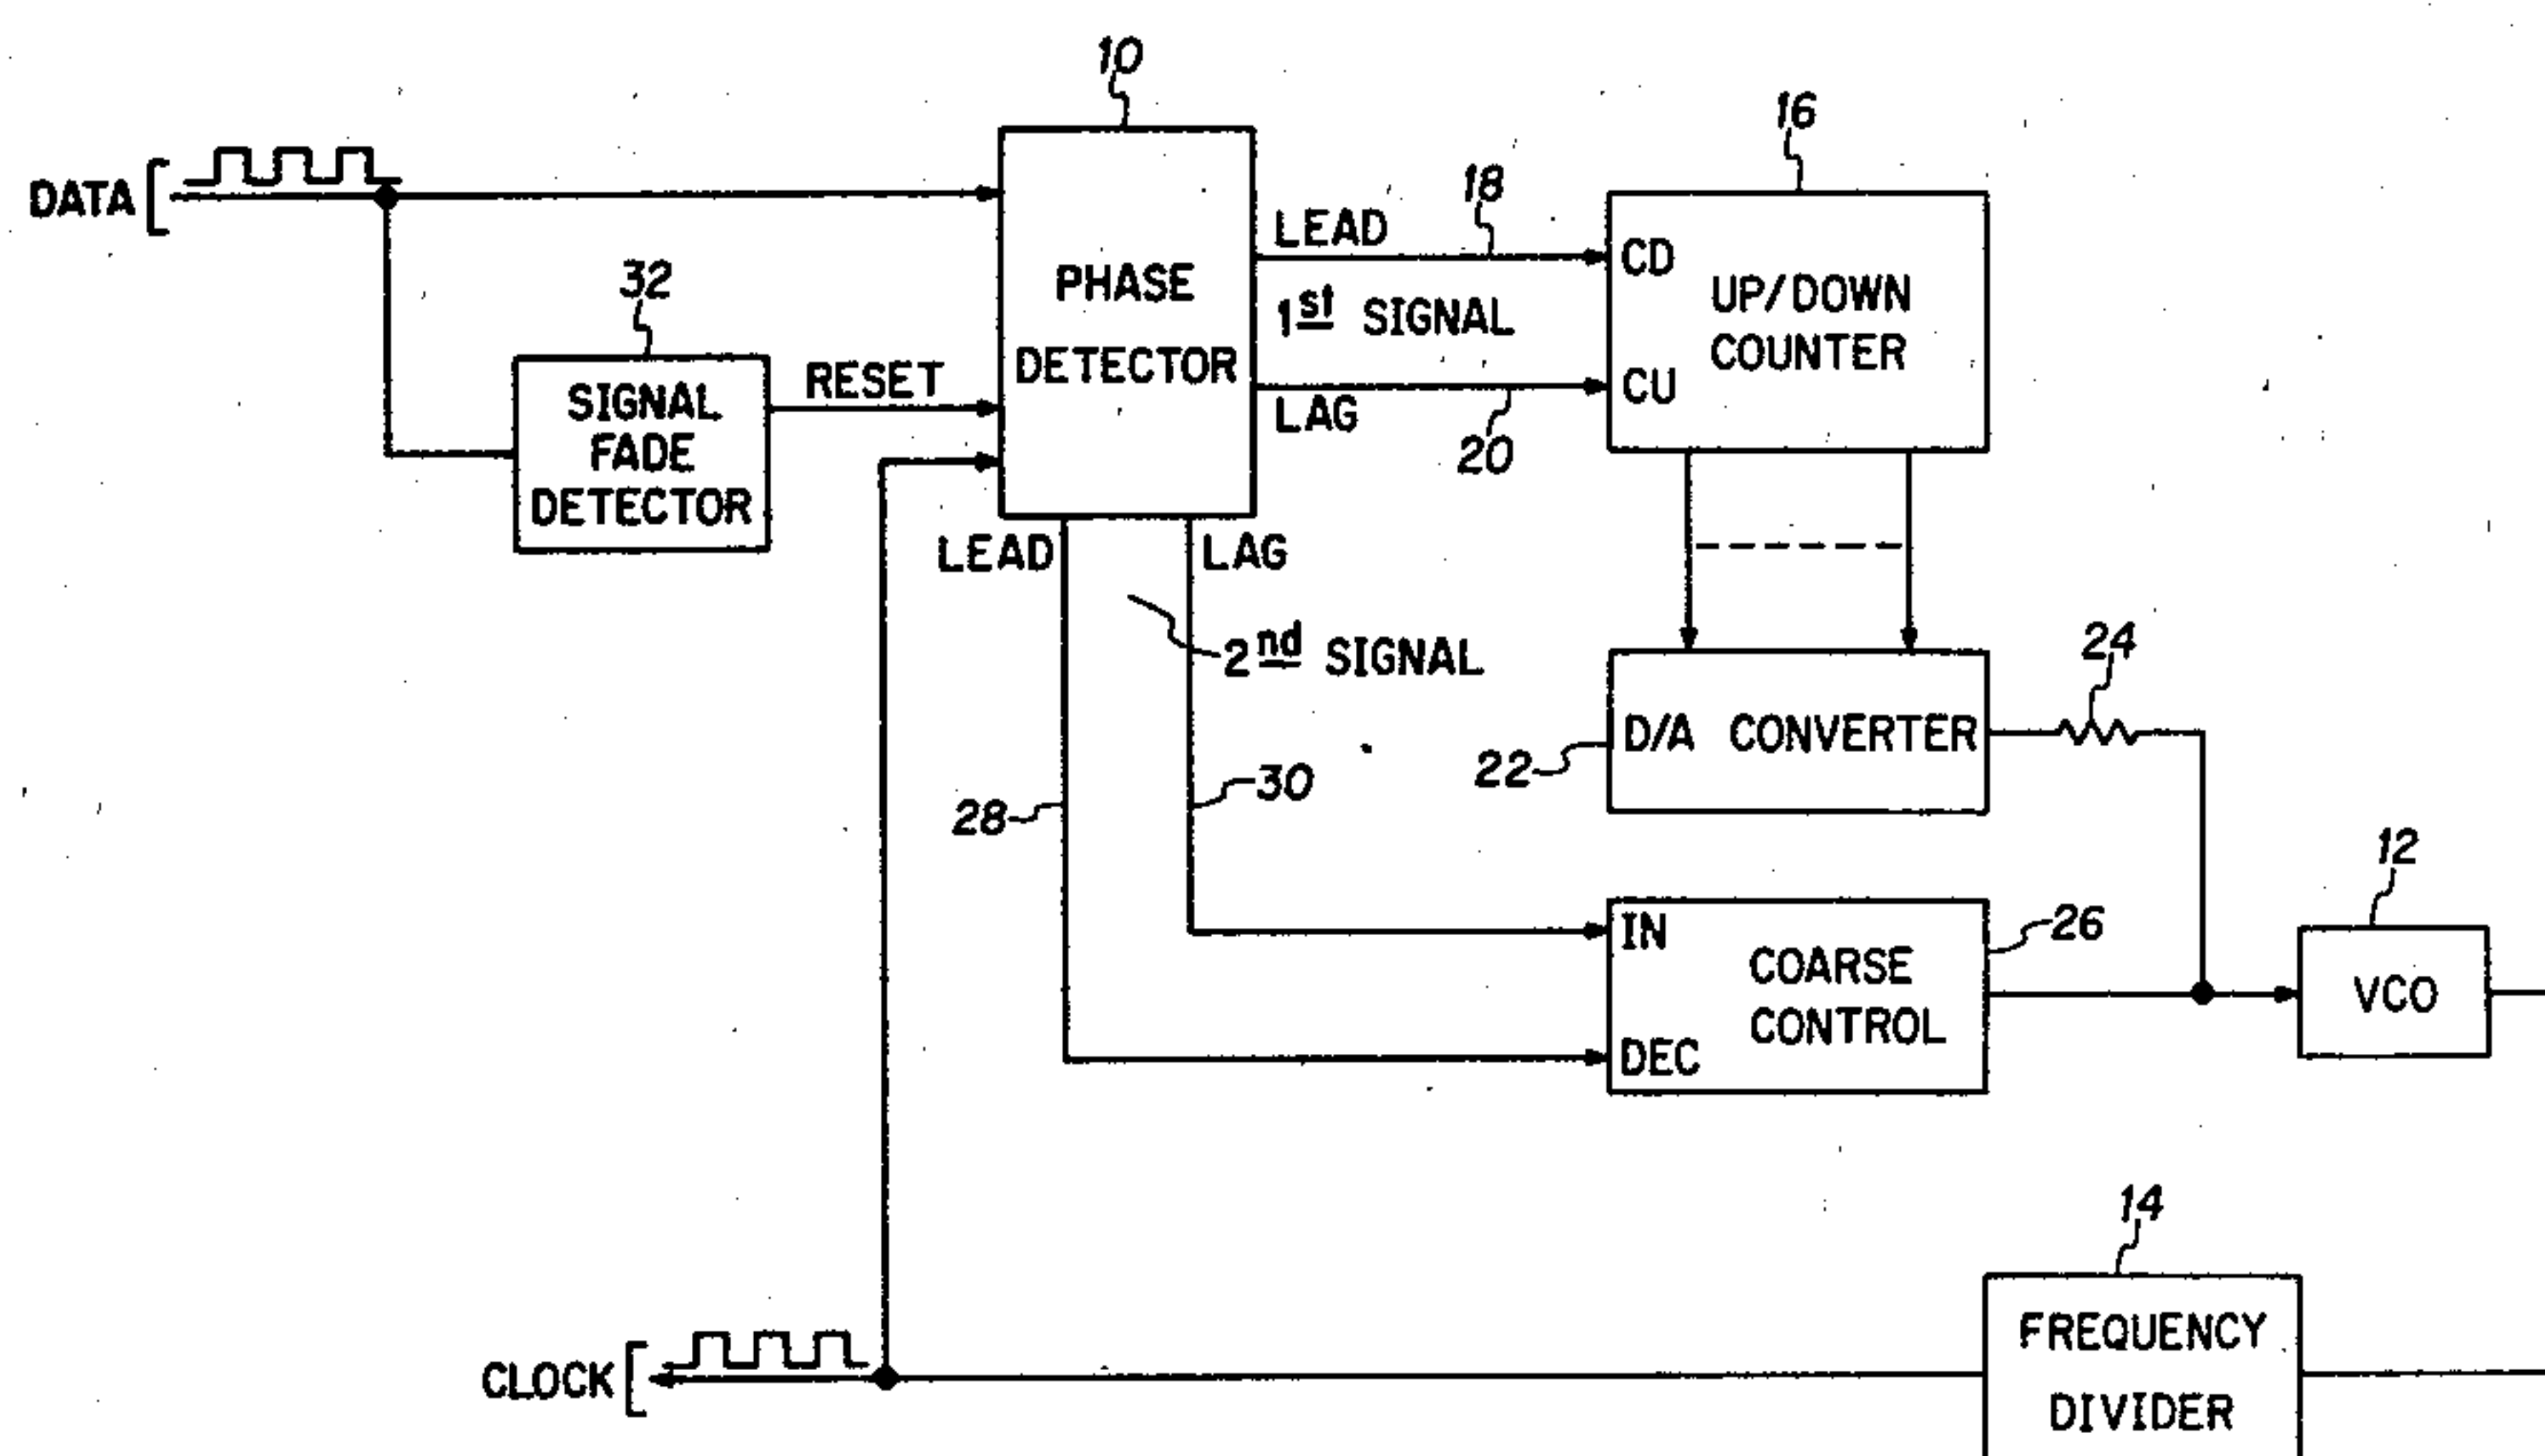 10
16
DATA
18
LEAD
CD
32
PHASE
DETECTOR
1st SIGNAL
UP/DOWN
COUNTER
RESET
SIGNAL
FADE
DETECTOR
LAG
CU
20
LEAD
LAG
2nd SIGNAL
24
D/A CONVERTER
22
30
28
12
IN
COARSE
CONTROL
26
VCO
DEC
14
FREQUENCY
DIVIDER
CLOCK